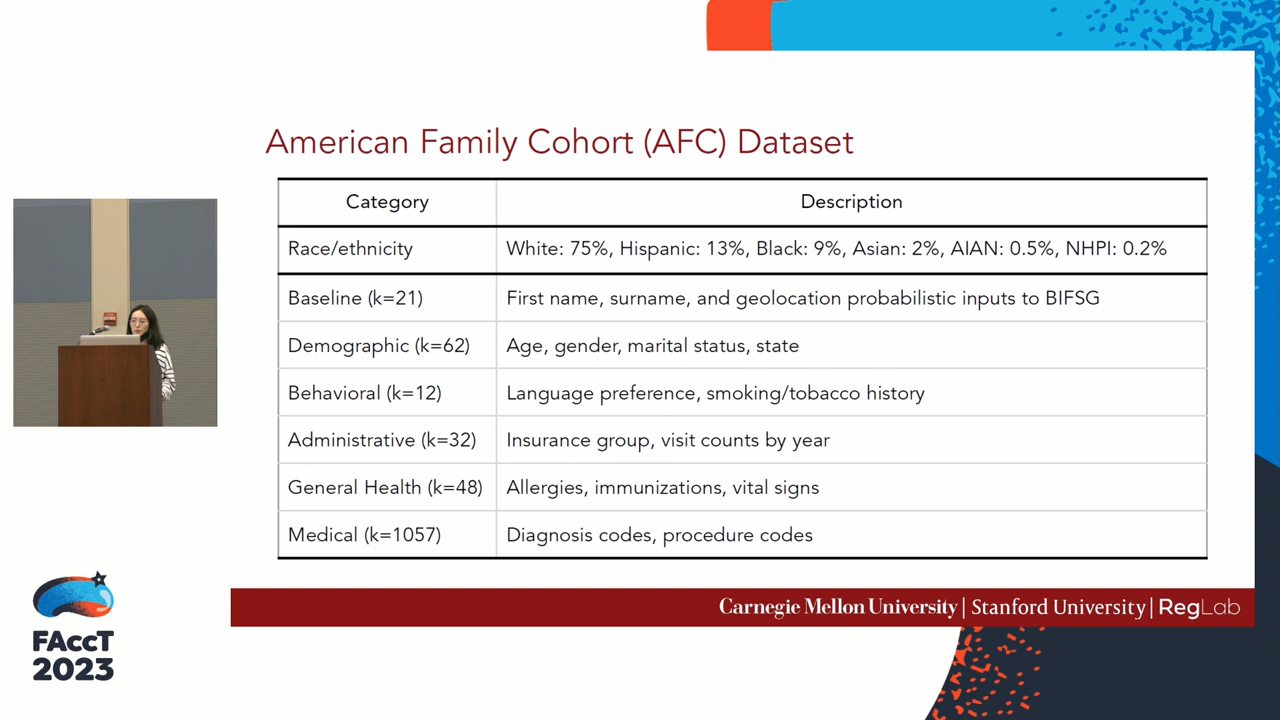 American Family Cohort (AFC) Dataset
Category Description
Race/ethnicity White: 75%, Hispanic: 13%, Black: 9%, Asian: 2%, AIAN: 0.5%, NHPI: 0.2%
Baseline (k=21) First name, surname, and geolocation probabilistic inputs to BIFSG
Demographic (k=62) Age, gender, marital status, state
Behavioral (k=12) Language preference, smoking/tobacco history
Administrative (k=32) Insurance group, visit counts by year
General Health (k=48) Allergies, immunizations, vital signs
Medical (k=1057) Diagnosis codes, procedure codes
Carnegie Mellon University | Stanford University | RegLab
FAccT
2023